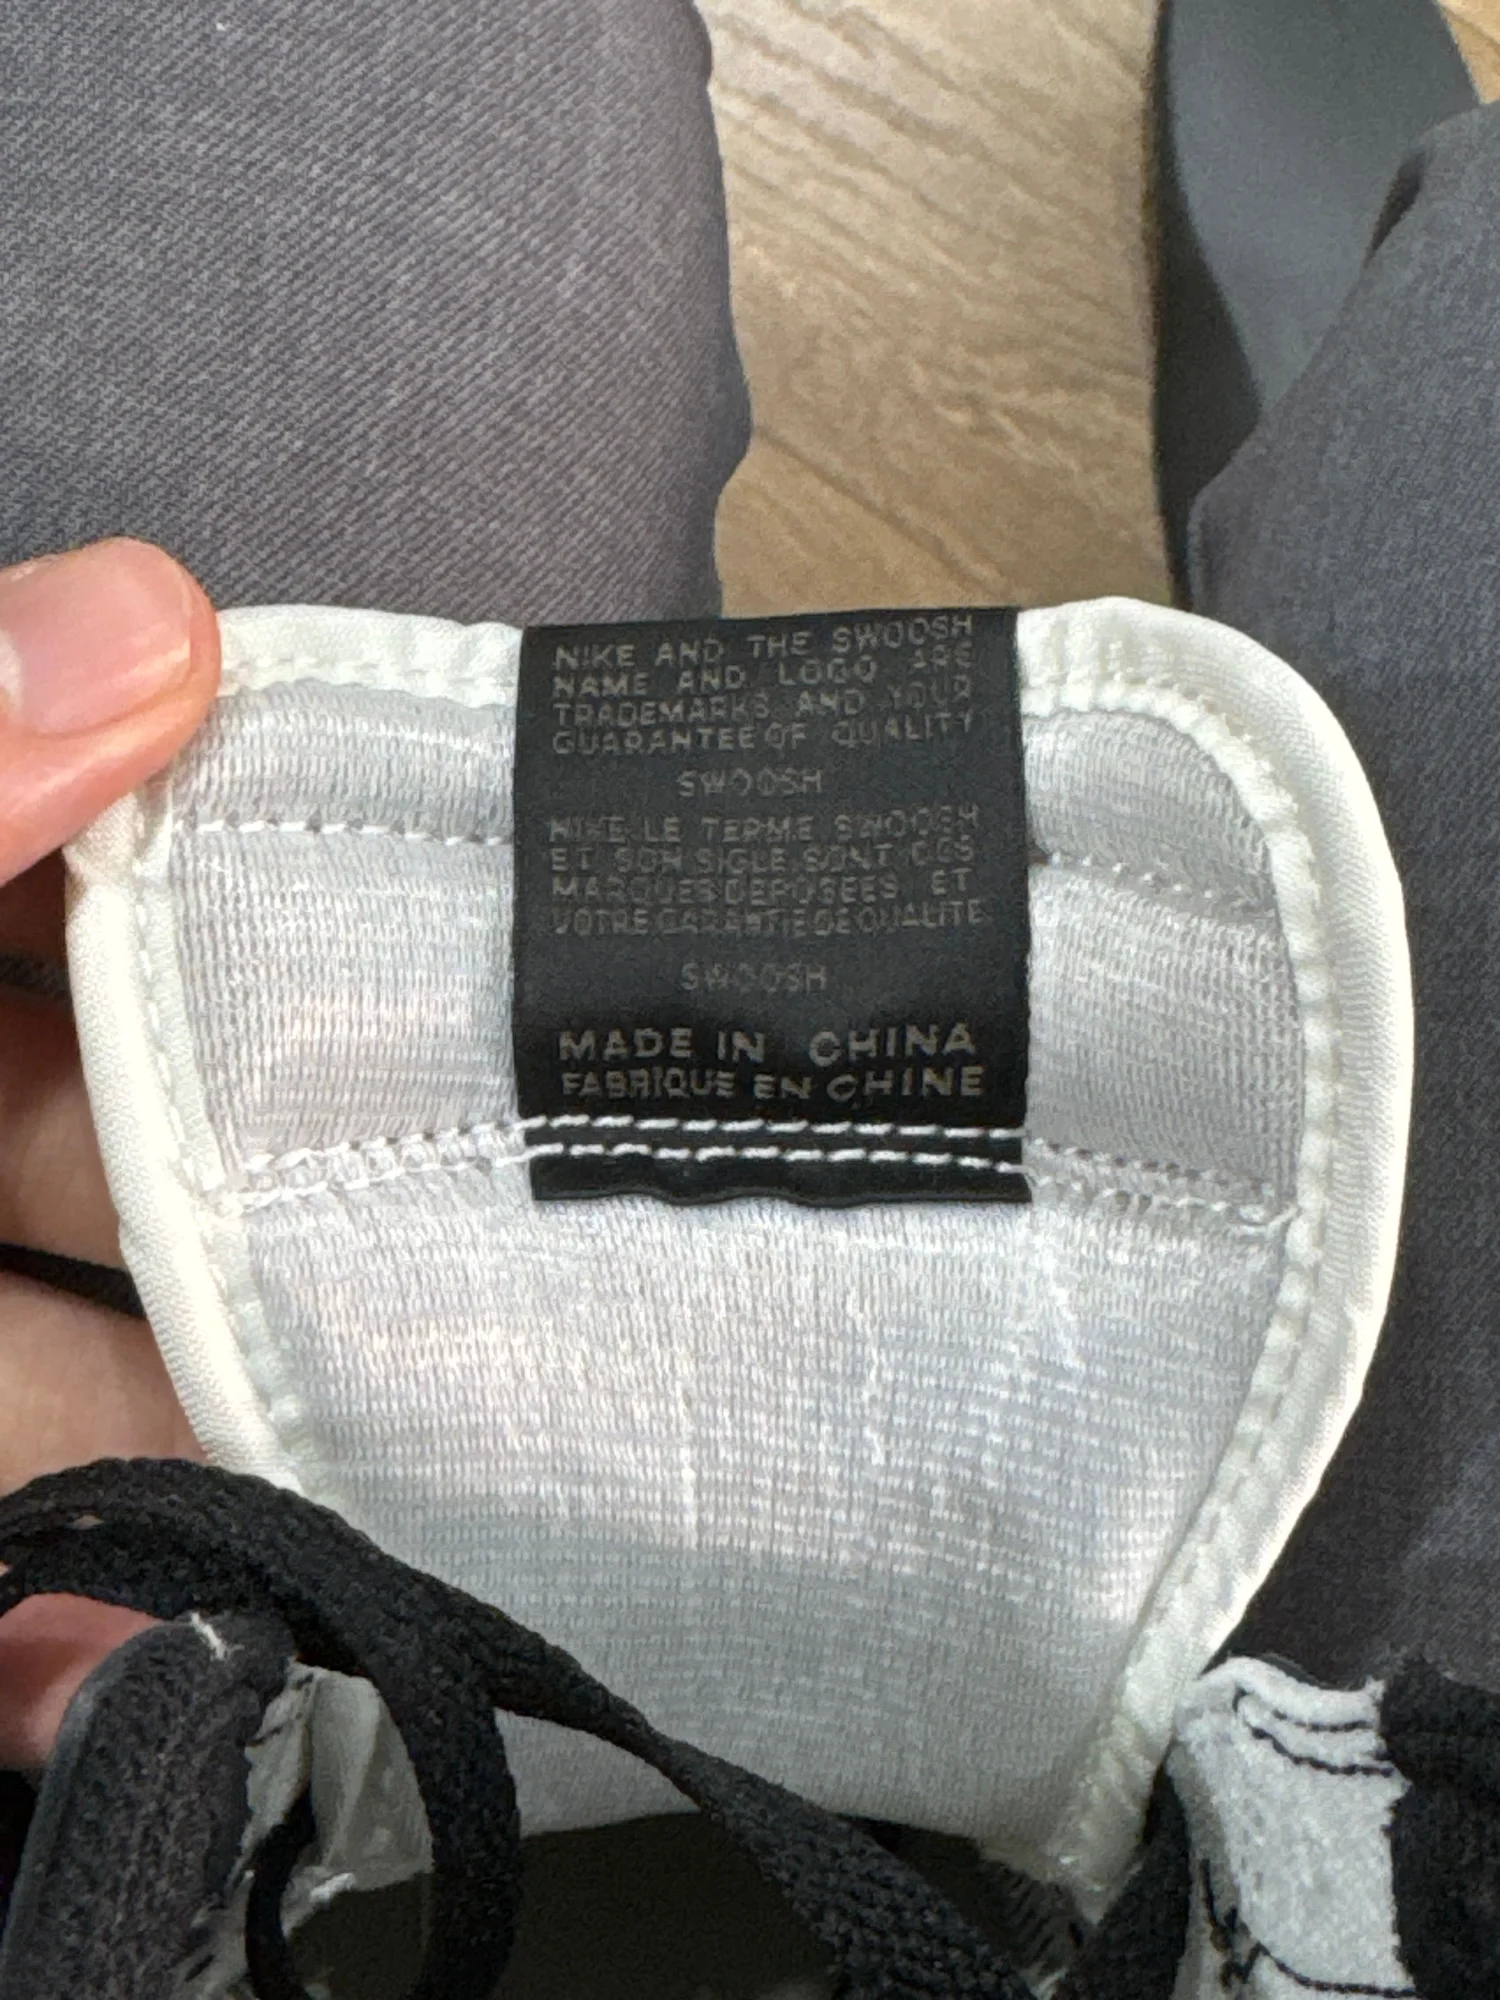 NIKE AND THE SWOOSH
NAME AND LOGO ARE
TRADEMARKS AND YOUR
GUARANTEE OF QUALITY
SWOOSH
NIKE LE TERME SWOOSH
ET SON SIGLE SONT DES
MARQUES DEPOSEES ET
VOTRE GARANTIE DE QUALITE
SWOOSH
MADE IN CHINA
FABRIQUE EN CHINE